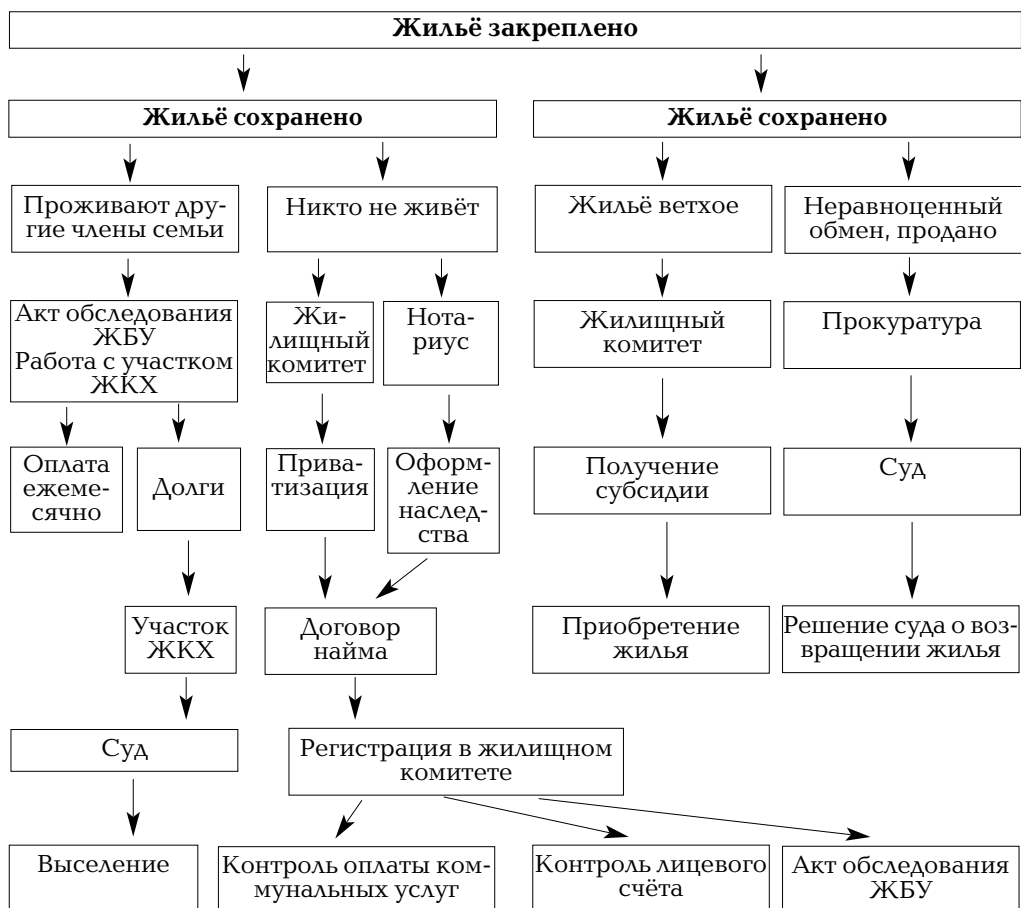 Жильё закреплено
Жильё сохранено
Жильё сохранено
Проживают дру-
гие члены семьи
Никто не живёт
Жильё ветхое
Неравноценный
обмен, продано
Акт обследования
ЖБУ
Работа с участком
ЖКХ
Жи-
лищный
комитет
Нота-
риус
Жилищный
комитет
Прокуратура
Оплата
ежеме-
сячно
Долги
Прива-
тизация
Оформ-
ление
наслед-
ства
Получение
субсидии
Суд
Участок
ЖКХ
Договор
найма
Приобретение
жилья
Решение суда о воз-
вращении жилья
Суд
Регистрация в жилищном
комитете
Выселение
Контроль оплаты ком-
мунальных услуг
Контроль лицевого
счёта
Акт обследования
ЖБУ